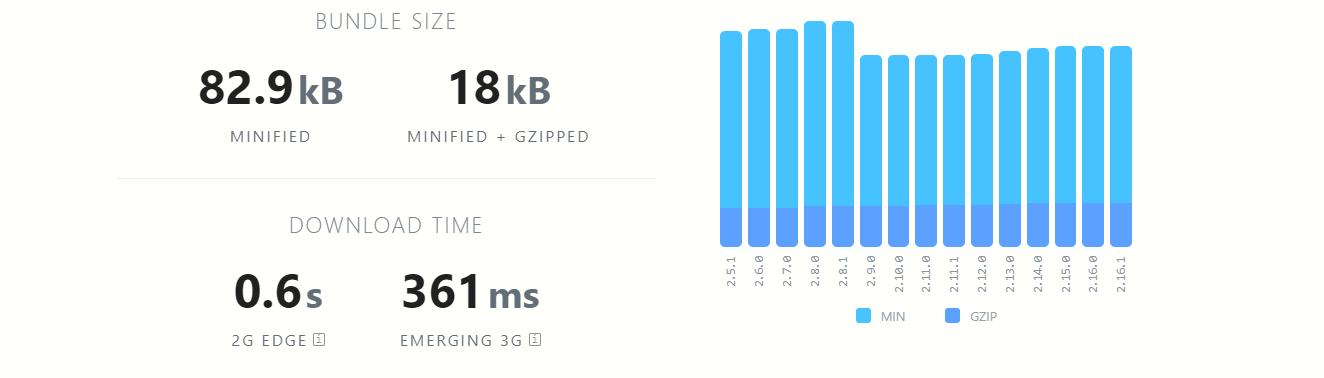 BUNDLE SIZE
82.9 kB
18 kB
MINIFIED
MINIFIED + GZIPPED
DOWNLOAD TIME
0.6 s
361 ms
2G EDGE
EMERGING 3G
2.5.1
2.6.0
2.7.0
2.8.0
2.8.1
2.9.0
2.10.0
2.11.0
2.11.1
2.12.0
2.13.0
2.14.0
2.15.0
2.16.0
2.16.1
MIN
GZIP